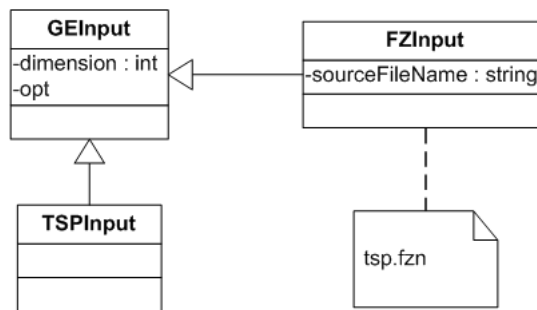 GEInput
-dimension : int
-opt
FZInput
-sourceFileName : string
TSPInput
tsp.fzn